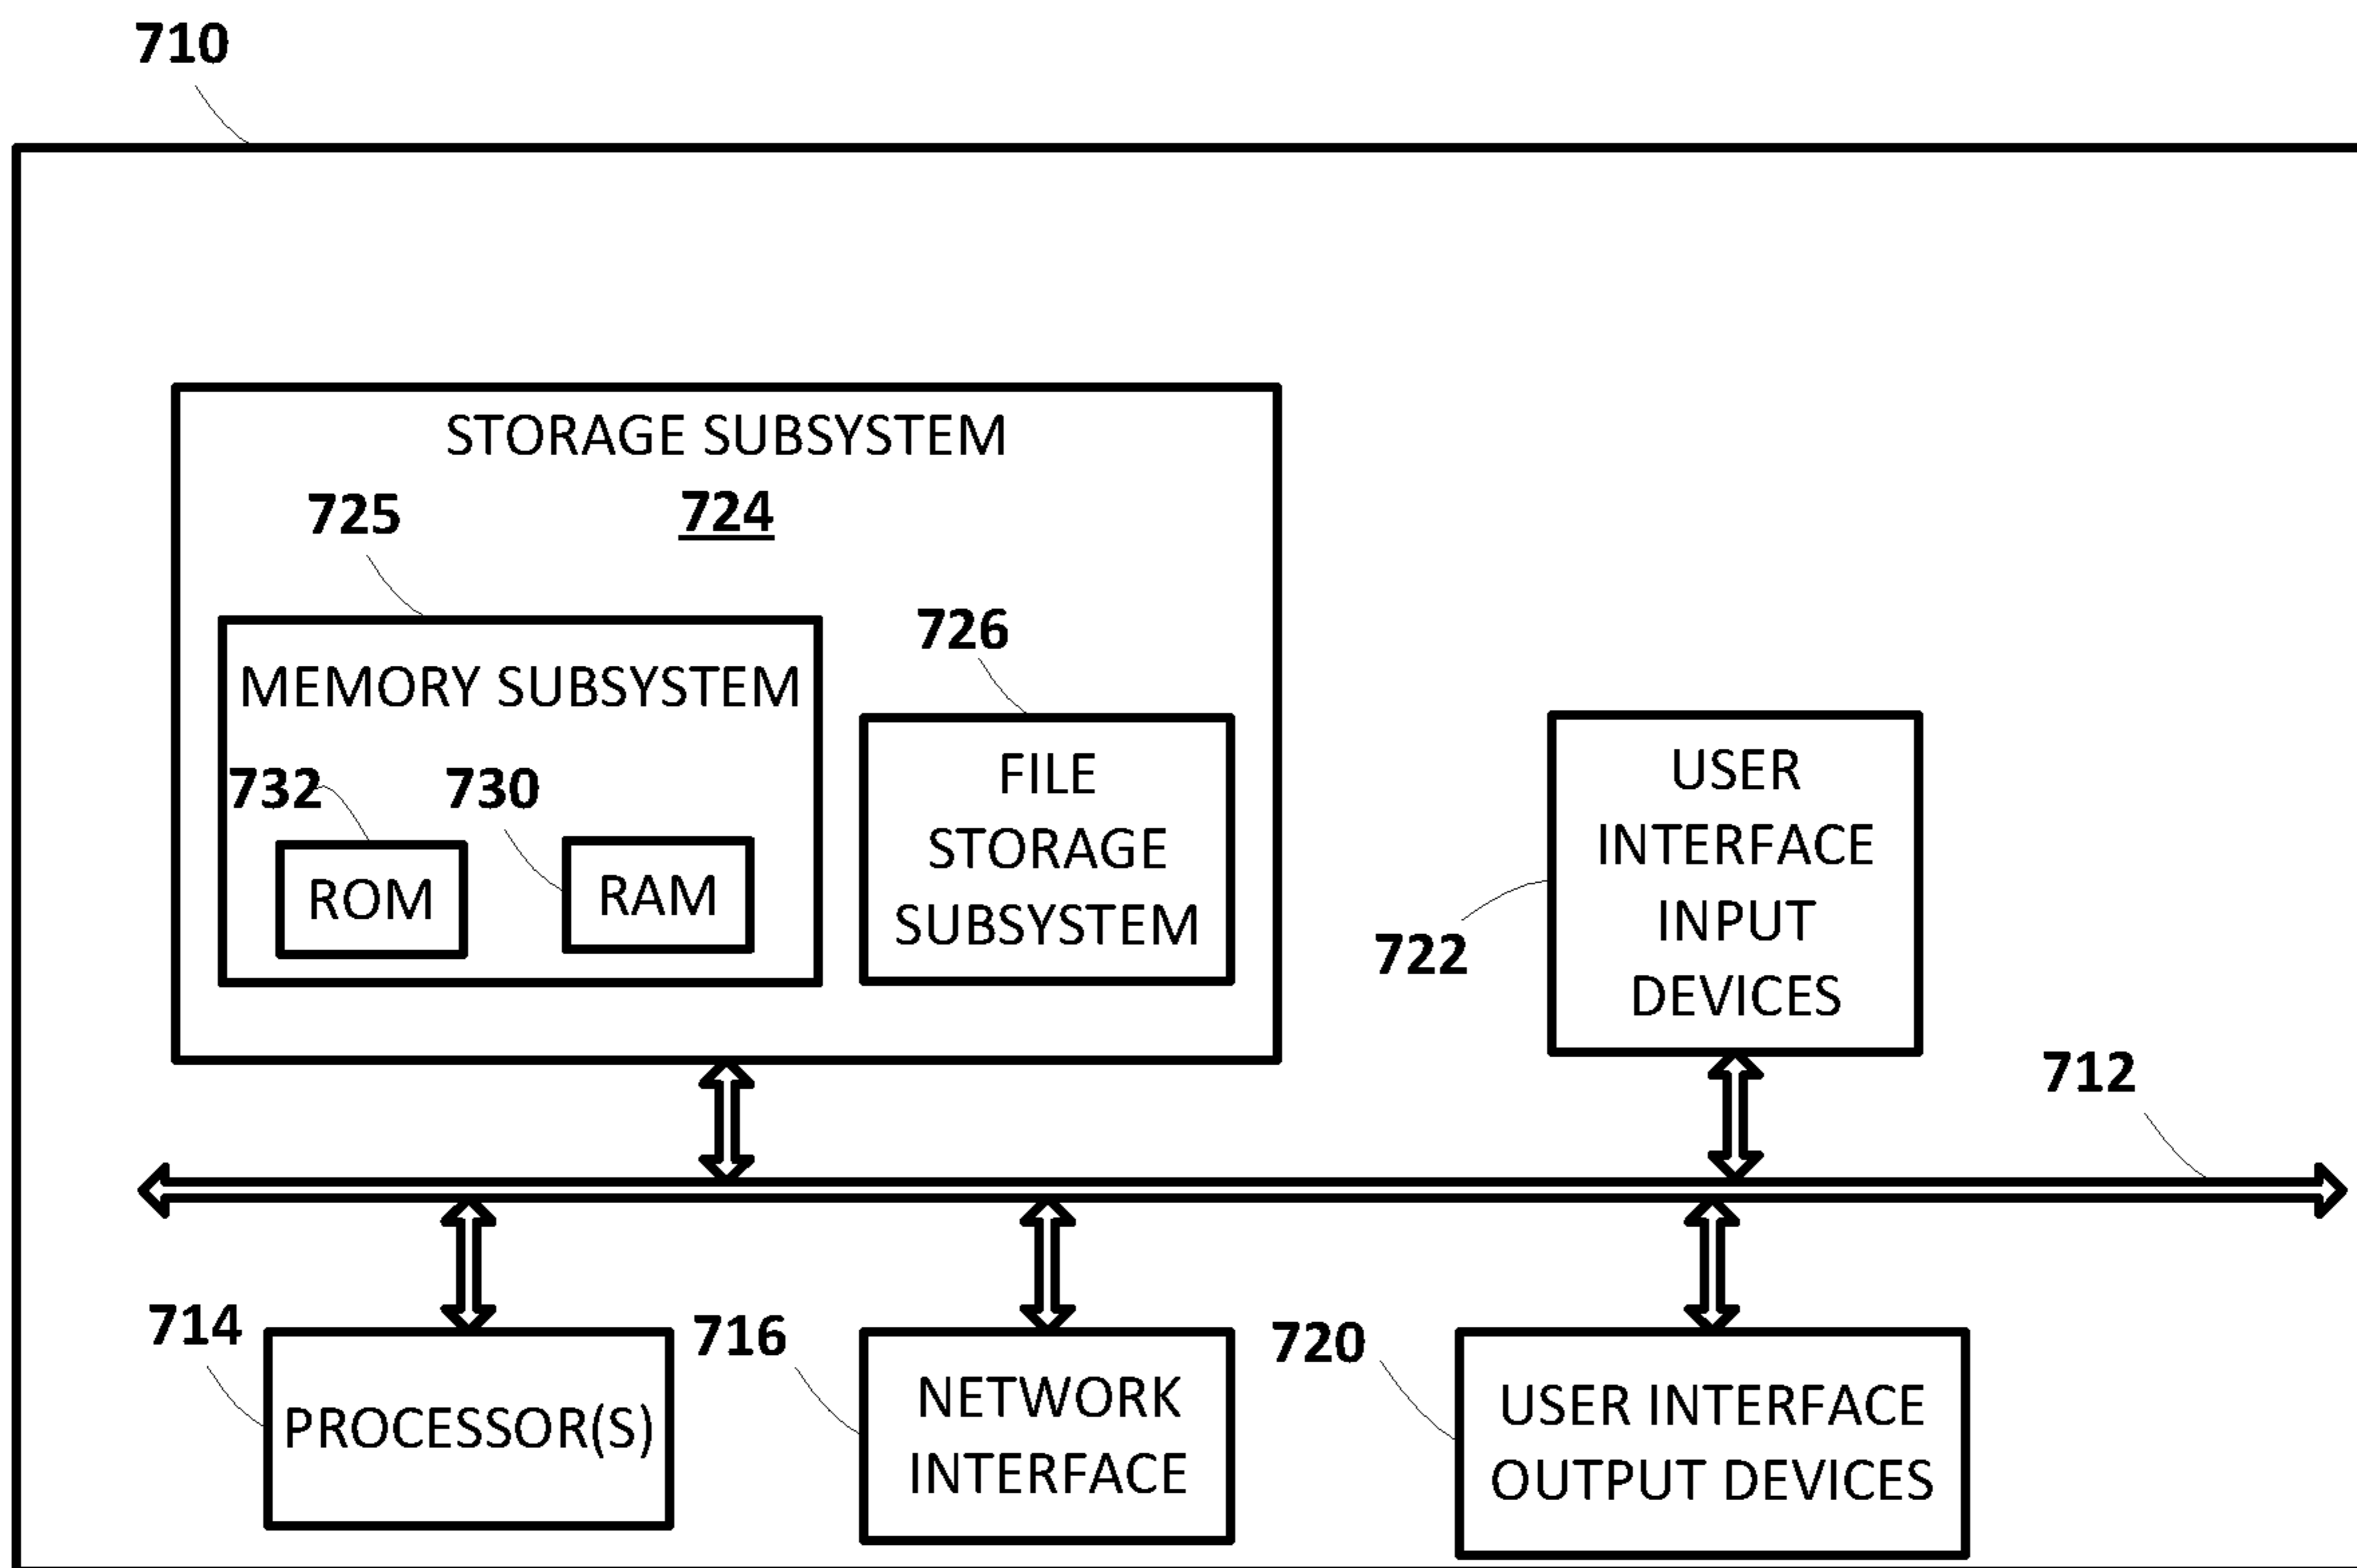 710
STORAGE SUBSYSTEM
725
724
726
MEMORY SUBSYSTEM
732
730
ROM
RAM
FILE
STORAGE
SUBSYSTEM
USER
INTERFACE
INPUT
DEVICES
722
712
714
PROCESSOR(S)
716
NETWORK
INTERFACE
720
USER INTERFACE
OUTPUT DEVICES